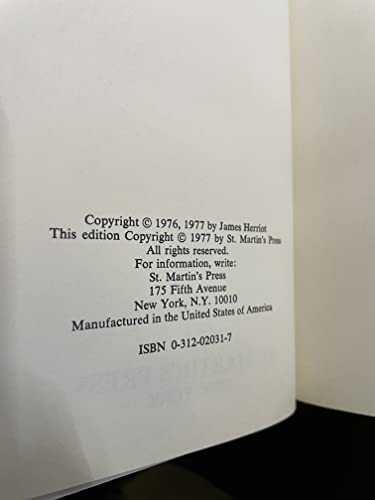 Copyright © 1976, 1977 by James Herriot
This edition Copyright © 1977 by St. Martin's Press
All rights reserved.
For information, write:
St. Martin's Press
175 Fifth Avenue
New York, N.Y. 10010
Manufactured in the United States of America
ISBN 0-312-02031-7